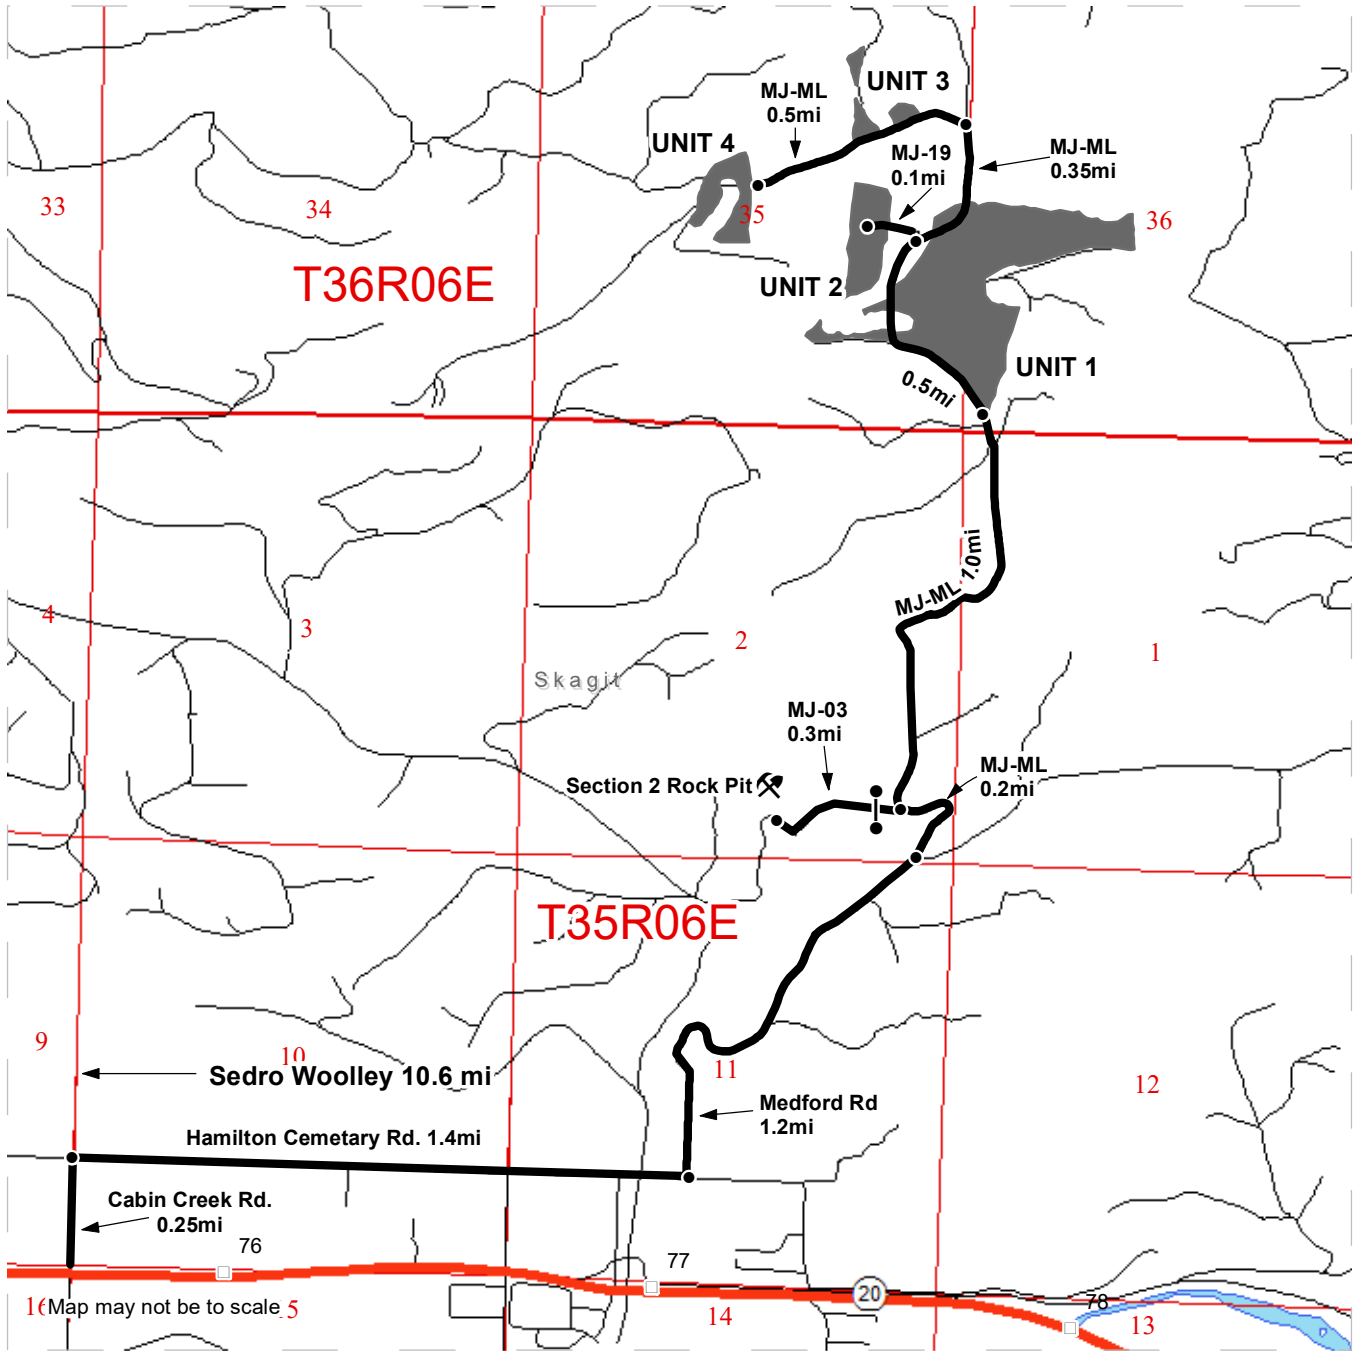 UNIT 3
MJ-ML
0.5mi
UNIT 4
MJ-19
0.1mi
MJ-ML
0.35mi
33
34
35
36
T36R06E
UNIT 2
UNIT 1
0.5mi
MJ-ML 1.0mi
4
3
2
1
Skagit
MJ-03
0.3mi
MJ-ML
0.2mi
Section 2 Rock Pit
T35R06E
9
10
11
12
Sedro Woolley 10.6 mi
Medford Rd
1.2mi
Hamilton Cemetary Rd. 1.4mi
Cabin Creek Rd.
0.25mi
76
77
20
78
16
Map may not be to scale
5
14
13